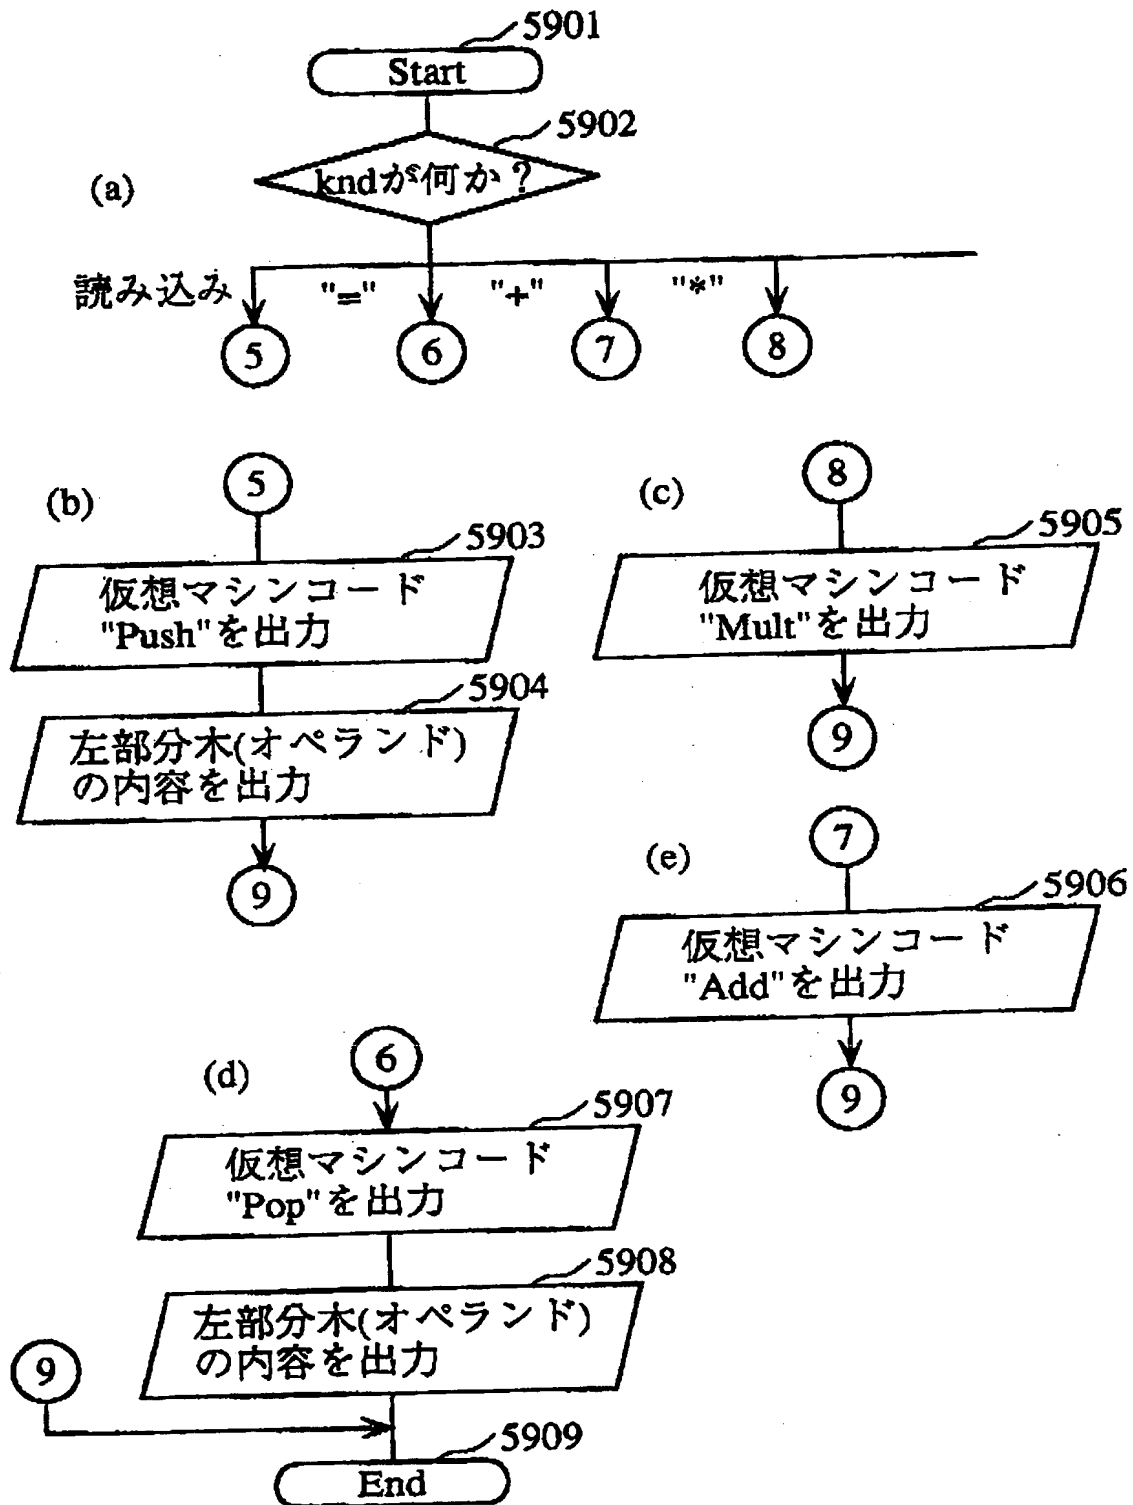 5901
Start
5902
(a)
kndが何か?
読み込み "=" "+" "*"
5 6 7 8
(b)
5
5903
仮想マシンコード
"Push"を出力
5904
左部分木(オペランド)
の内容を出力
9
(c)
8
5905
仮想マシンコード
"Mult"を出力
9
(e)
7
5906
仮想マシンコード
"Add"を出力
9
(d)
6
5907
仮想マシンコード
"Pop"を出力
5908
左部分木(オペランド)
の内容を出力
9
5909
End